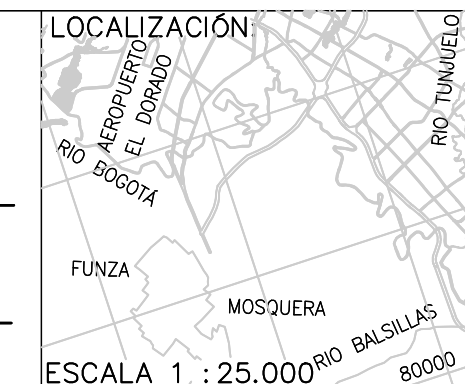 LOCALIZACIÓN:
AEROPUERTO
EL DORADO
RIO TUNJUELO
RIO BOGOTÁ
FUNZA
MOSQUERA
RIO BALSILLAS
80000
ESCALA 1 :25.000